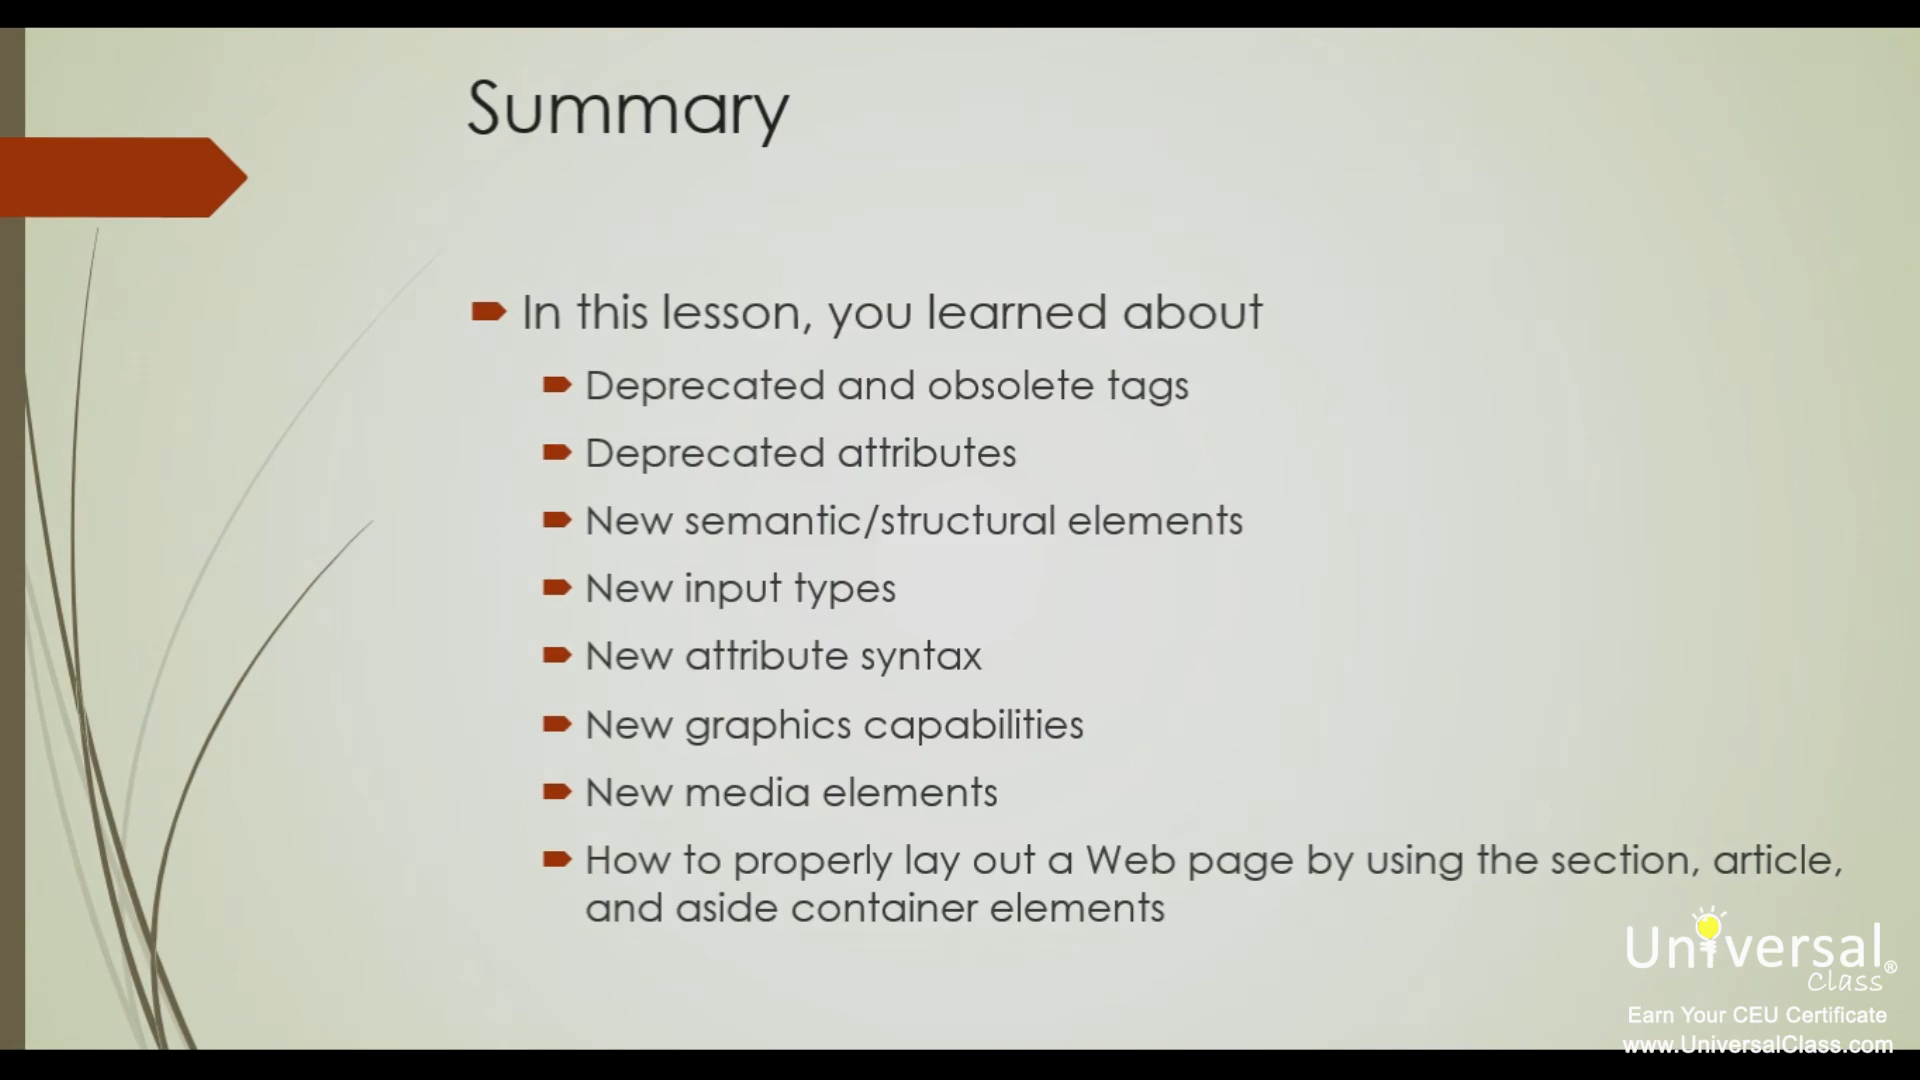 Summary
In this lesson, you learned about
Deprecated and obsolete tags
Deprecated attributes
New semantic/structural elements
New input types
New attribute syntax
New graphics capabilities
New media elements
How to properly lay out a Web page by using the section, article,
and aside container elements
Universal®
Class
Earn Your CEU Certificate
www.UniversalClass.com